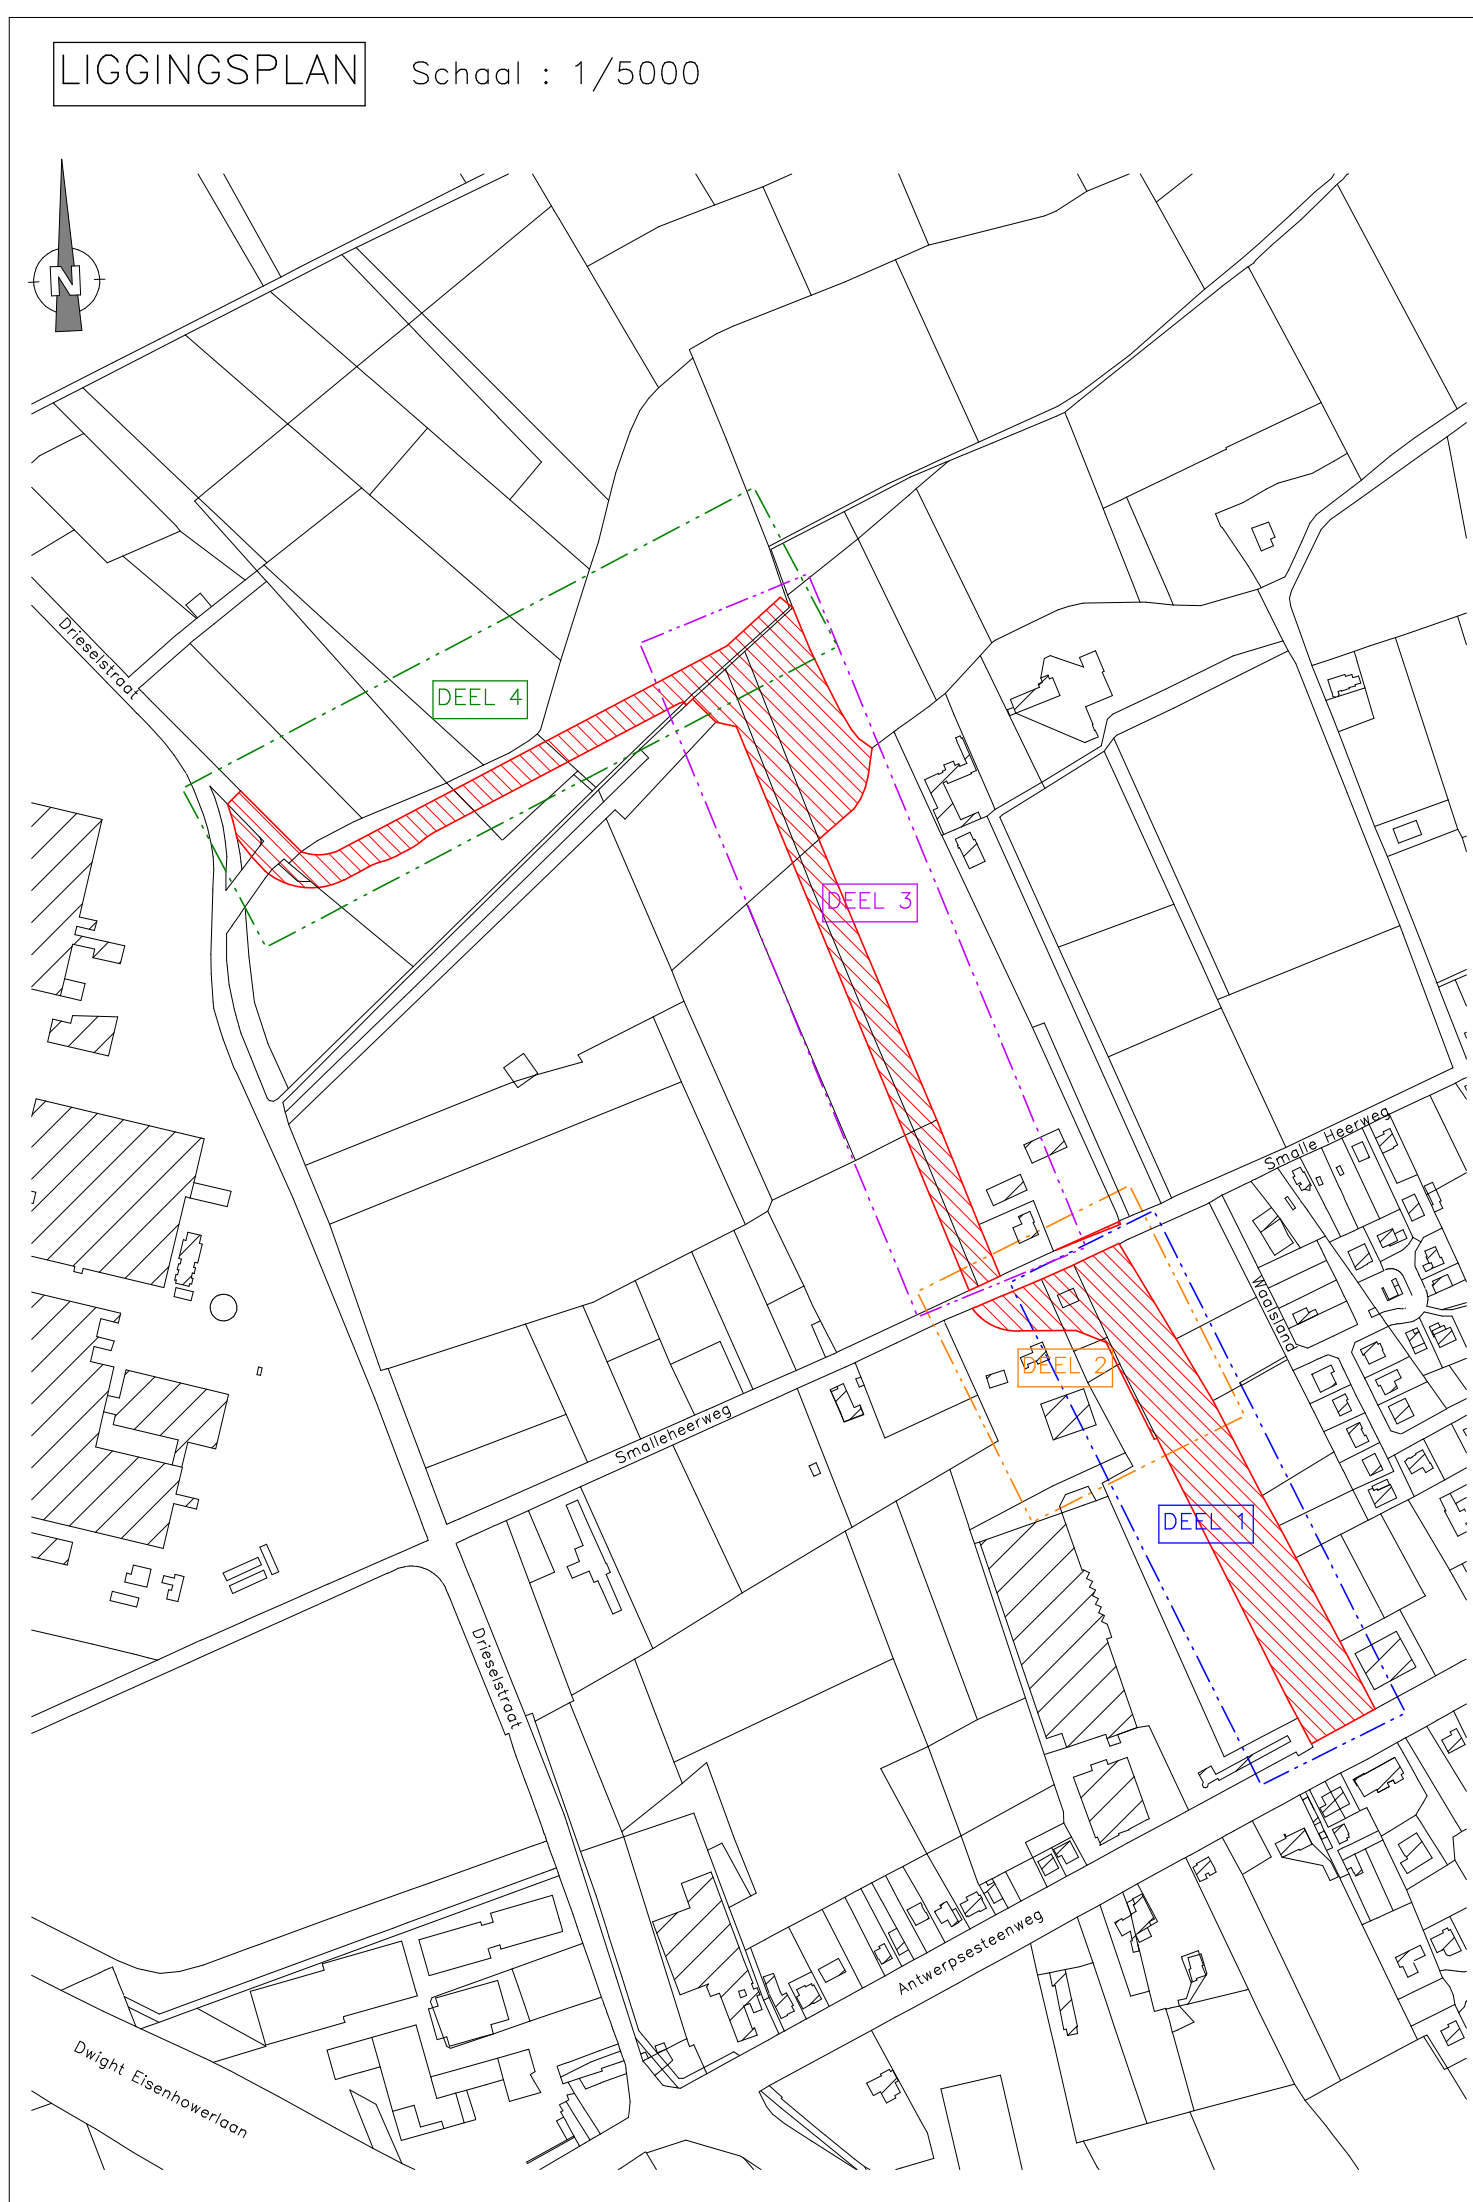 LIGGINGSPLAN Schaal : 1/5000
N
Drieselstraat
DEEL 4
DEEL 3
Smalle Heerweg
Waalsland
DEEL 2
Smalleheerweg
DEEL 1
Drieselstraat
Antwerpsesteenweg
Dwight Eisenhowerlaan